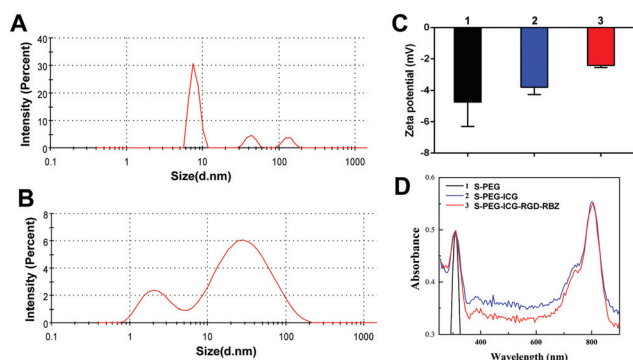 A
Intensity (Percent)
40
30
20
10
0
0.1 1 10 100 1000
Size(d.nm)
B
Intensity (Percent)
8
6
4
2
0
0.1 1 10 100 1000
Size(d.nm)
C
1 2 3
Zeta potential (mV)
0
-2
-4
-6
-8
D
1 S-PEG
2 S-PEG-ICG
3 S-PEG-ICG-RGD-RBZ
Absorbance
0.6
0.5
0.4
0.3
400 600 800
Wavelength (nm)